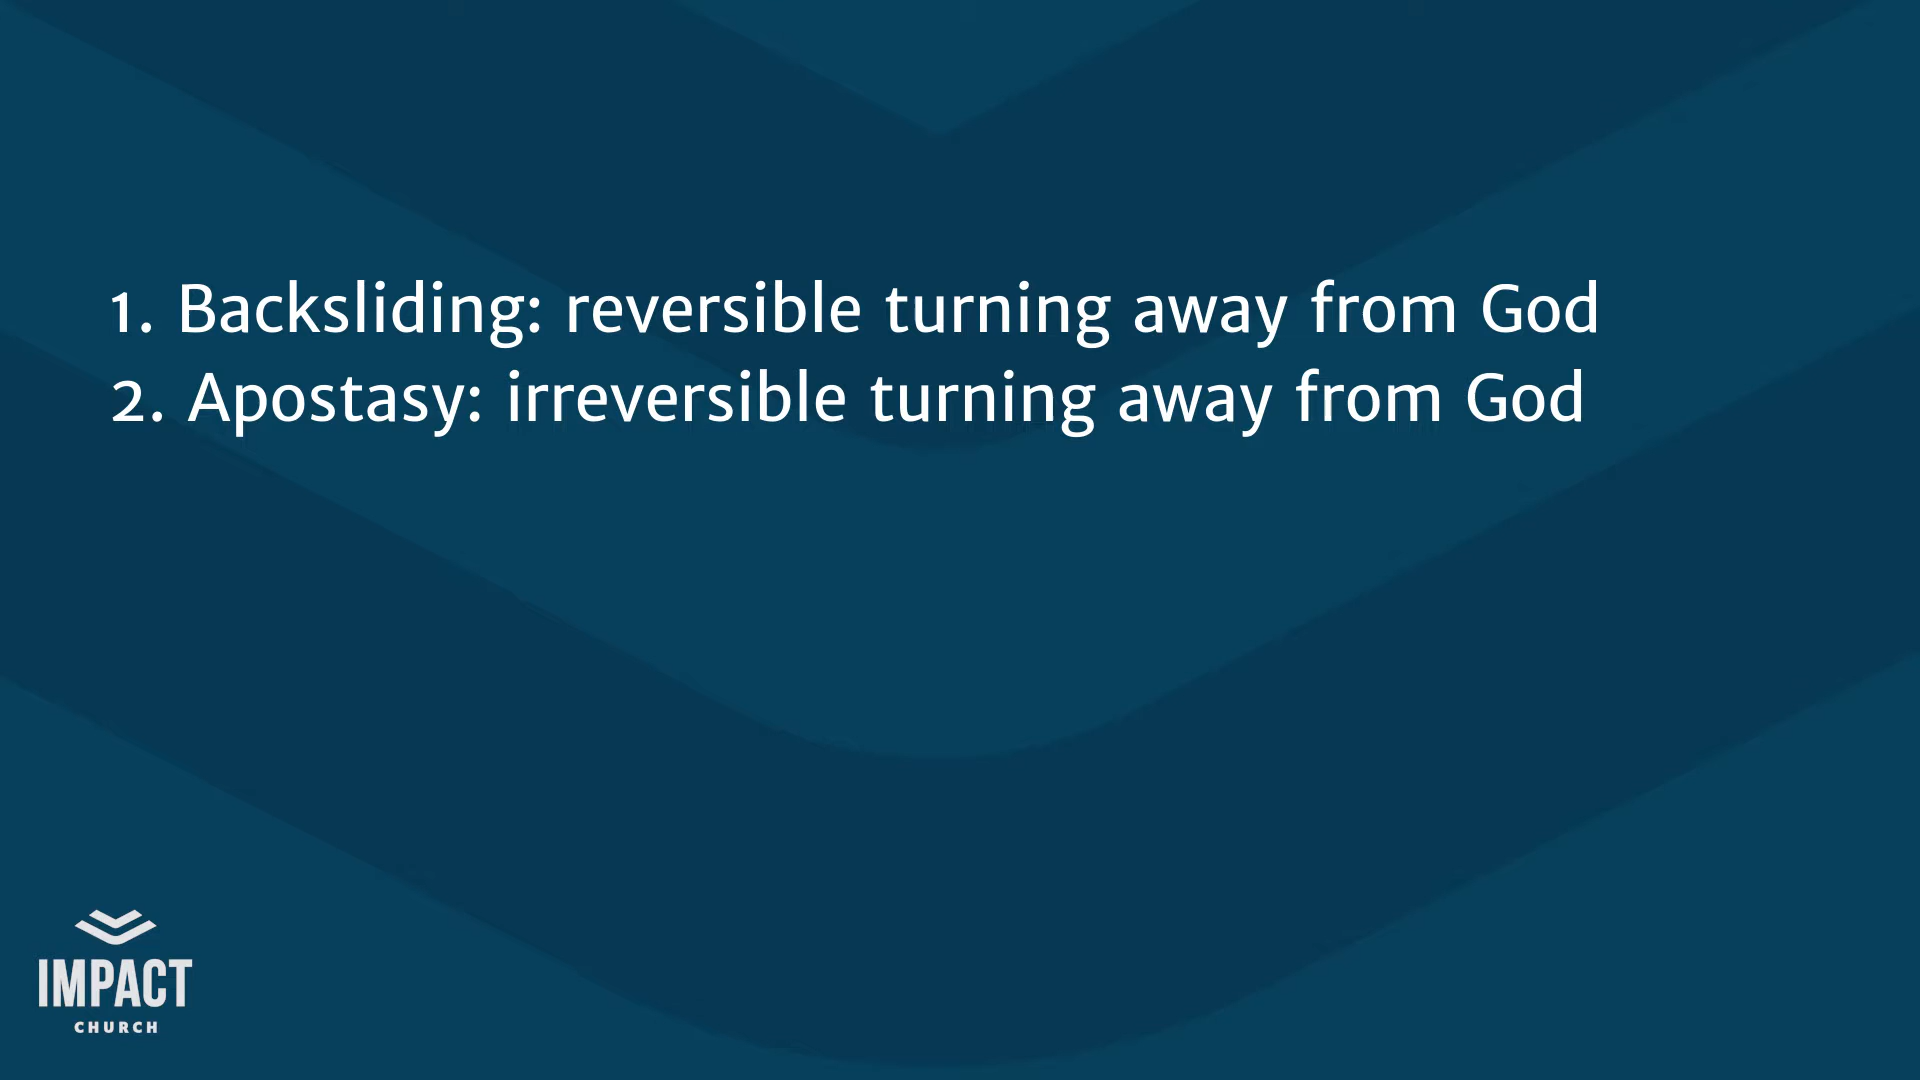 1. Backsliding: reversible turning away from God
2. Apostasy: irreversible turning away from God
IMPACT
CHURCH